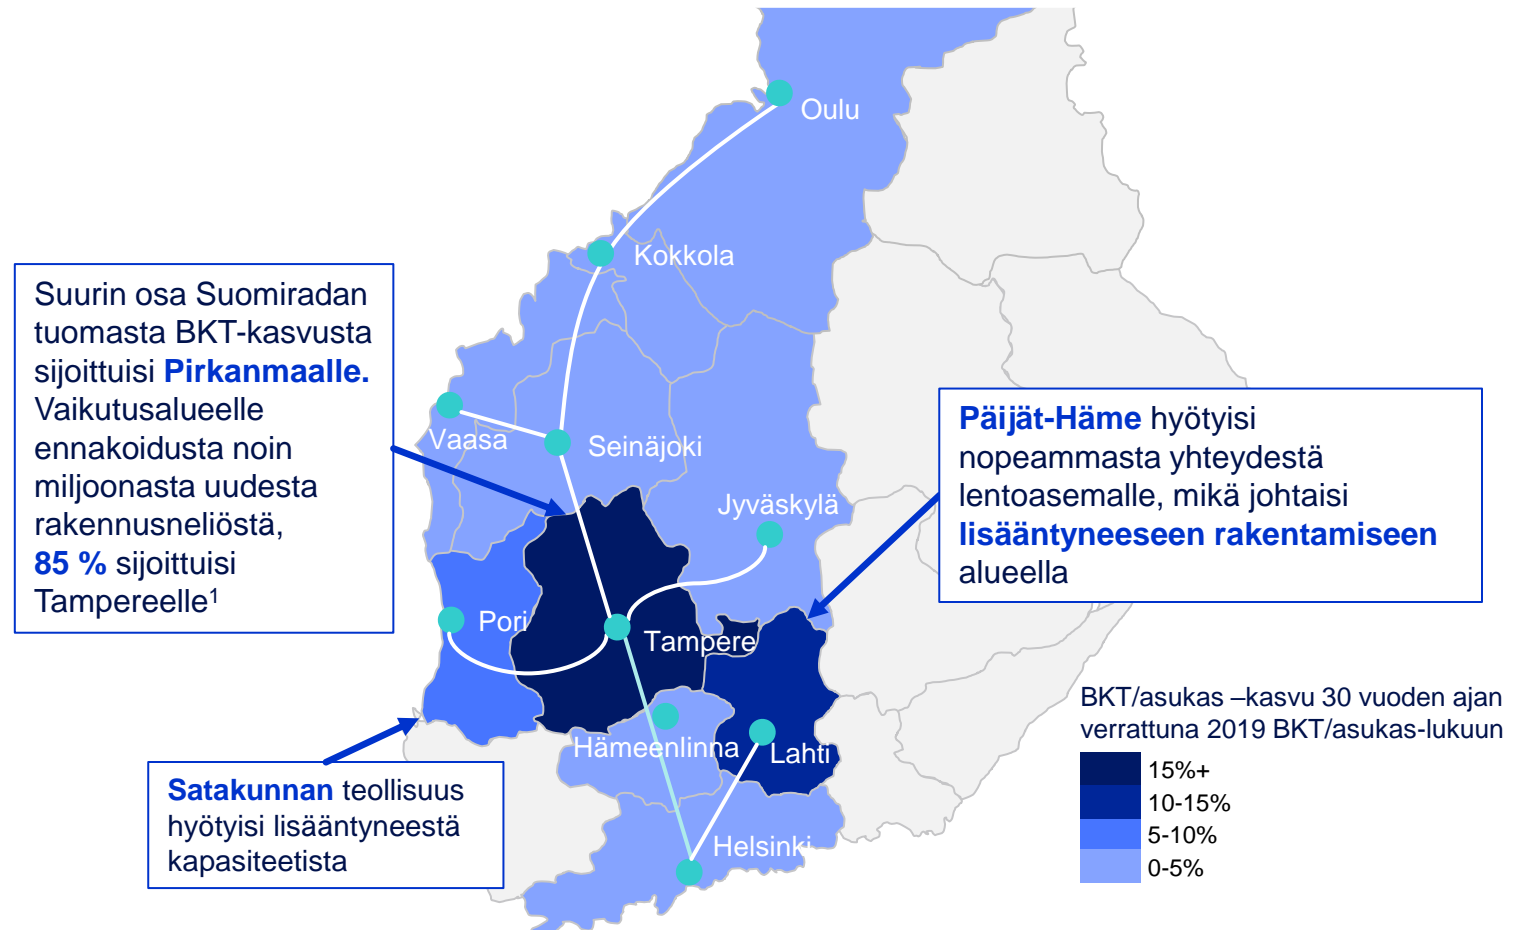 Oulu
Kokkola
Suurin osa Suomiradan
tuomasta BKT-kasvusta
sijoittuisi Pirkanmaalle.
Vaikutusalueelle
ennakoidusta noin
miljoonasta uudesta
rakennusneliöstä,
85 % sijoittuisi
Tampereelle¹
Vaasa
Seinäjoki
Jyväskylä
Päijät-Häme hyötyisi
nopeammasta yhteydestä
lentoasemalle, mikä johtaisi
lisääntyneeseen rakentamiseen
alueella
Pori
Tampere
Hämeenlinna
Lahti
Helsinki
Satakunnan teollisuus
hyötyisi lisääntyneestä
kapasiteetista
BKT/asukas –kasvu 30 vuoden ajan
verrattuna 2019 BKT/asukas-lukuun
15%+
10-15%
5-10%
0-5%